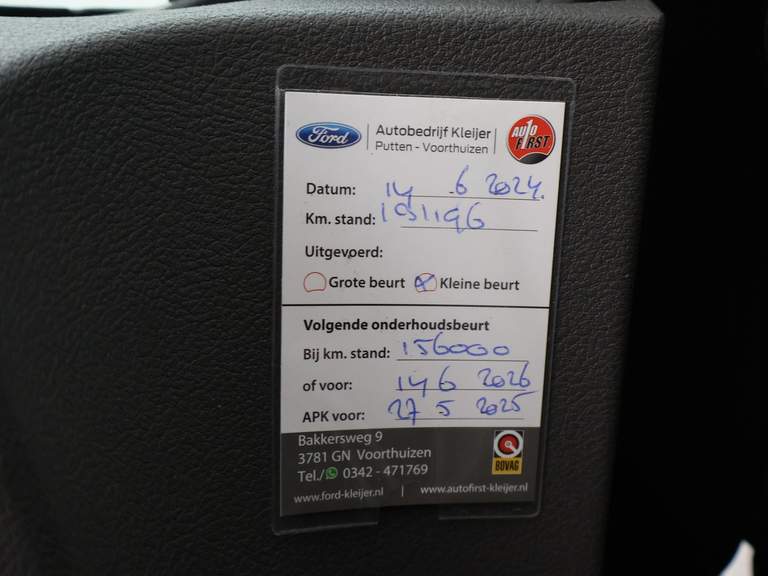 Ford
Autobedrijf Kleijer
Putten - Voorthuizen
AUTO FIRST
Datum: 14 6 2024.
Km. stand:
Uitgevoerd:
Grote beurt Kleine beurt
Volgende onderhoudsbeurt
Bij km. stand: 156000
of voor: 14 6 2026
APK voor: 27 5 2025
Bakkersweg 9
3781 GN Voorthuizen
Tel./ 0342 - 471769
BOVAG
www.ford-kleijer.nl | www.autofirst-kleijer.nl